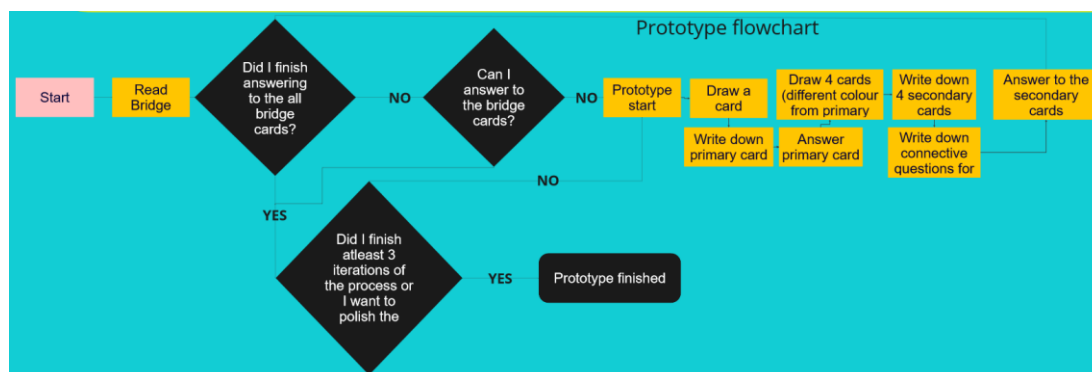 Prototype flowchart
Start
Read
Bridge
Did I finish
answering
to the all
bridge
cards?
NO
Can I
answer to
the bridge
cards?
NO
Prototype
start
Draw a
card
Write down
primary card
Answer
primary card
Draw 4 cards
(different colour
from primary
Write down
4 secondary
cards
Write down
connective
questions for
Answer to the
secondary
cards
YES
NO
Did I finish
atleast 3
iterations of
the process or
I want to
polish the
YES
Prototype finished